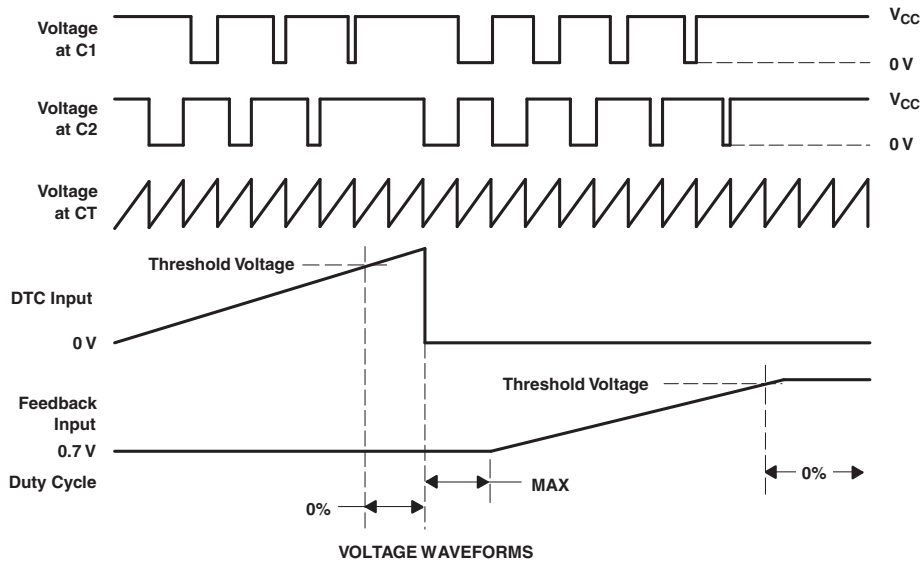 Voltage
at C1
VCC
0 V
Voltage
at C2
VCC
0 V
Voltage
at CT
Threshold Voltage
DTC Input
0 V
Threshold Voltage
Feedback
Input
0.7 V
Duty Cycle
0%
MAX
0%
VOLTAGE WAVEFORMS